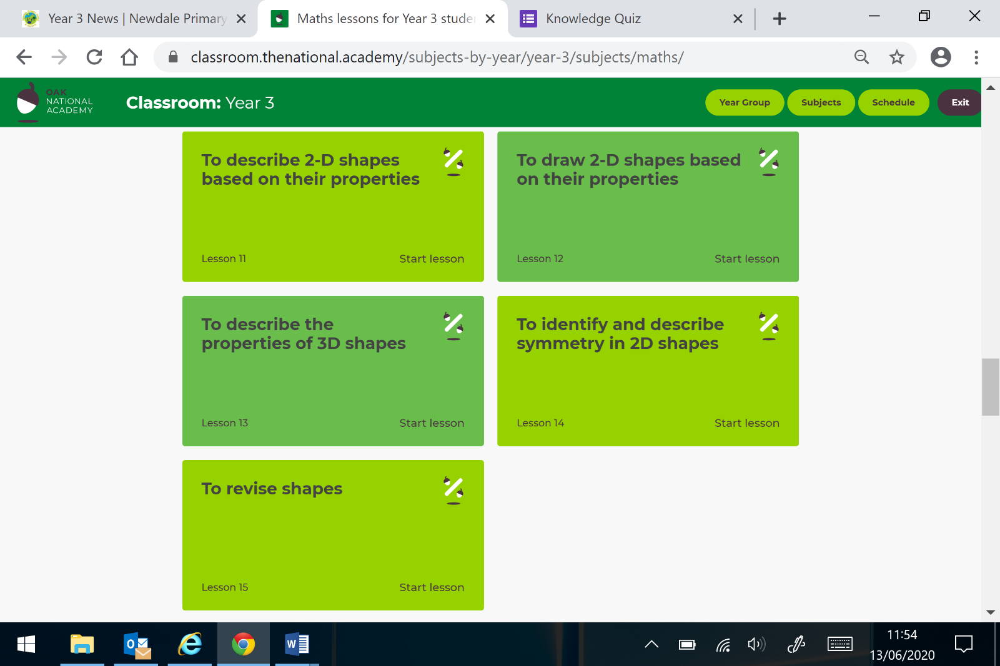 Year 3 News | Newdale Primary
Maths lessons for Year 3 stude
Knowledge Quiz
classroom.thenational.academy/subjects-by-year/year-3/subjects/maths/
OAK
NATIONAL
ACADEMY
Classroom: Year 3
Year Group
Subjects
Schedule
Exit
To describe 2-D shapes
based on their properties
Lesson 11
Start lesson
To draw 2-D shapes based
on their properties
Lesson 12
Start lesson
To describe the
properties of 3D shapes
Lesson 13
Start lesson
To identify and describe
symmetry in 2D shapes
Lesson 14
Start lesson
To revise shapes
Lesson 15
Start lesson
11:54
13/06/2020